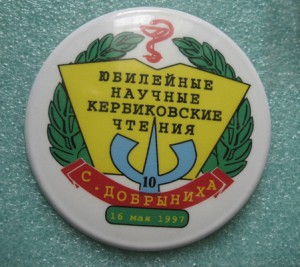 ЮБИЛЕЙНЫЕ
НАУЧНЫЕ
КЕРБИКОВСКИЕ
ЧТЕНИЯ
10
С. ДОБРЫНИХА
16 мая 1997